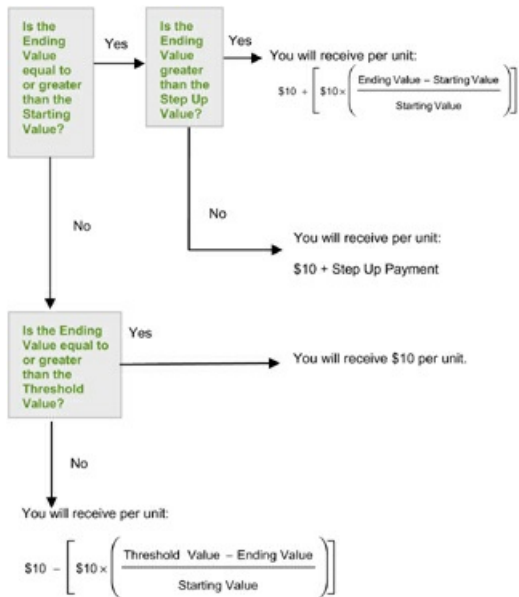 Is the
Ending
Value
equal to
or greater
than the
Starting
Value?
Yes
Is the
Ending
Value
greater
than the
Step Up
Value?
Yes
You will receive per unit:
$10 + [ $10 × ( Ending Value – Starting Value
Starting Value ) ]
No
You will receive per unit:
$10 + Step Up Payment
No
Is the Ending
Value equal to
or greater
than the
Threshold
Value?
Yes
You will receive $10 per unit.
No
You will receive per unit:
$10 – [ $10 × ( Threshold Value – Ending Value
Starting Value ) ]